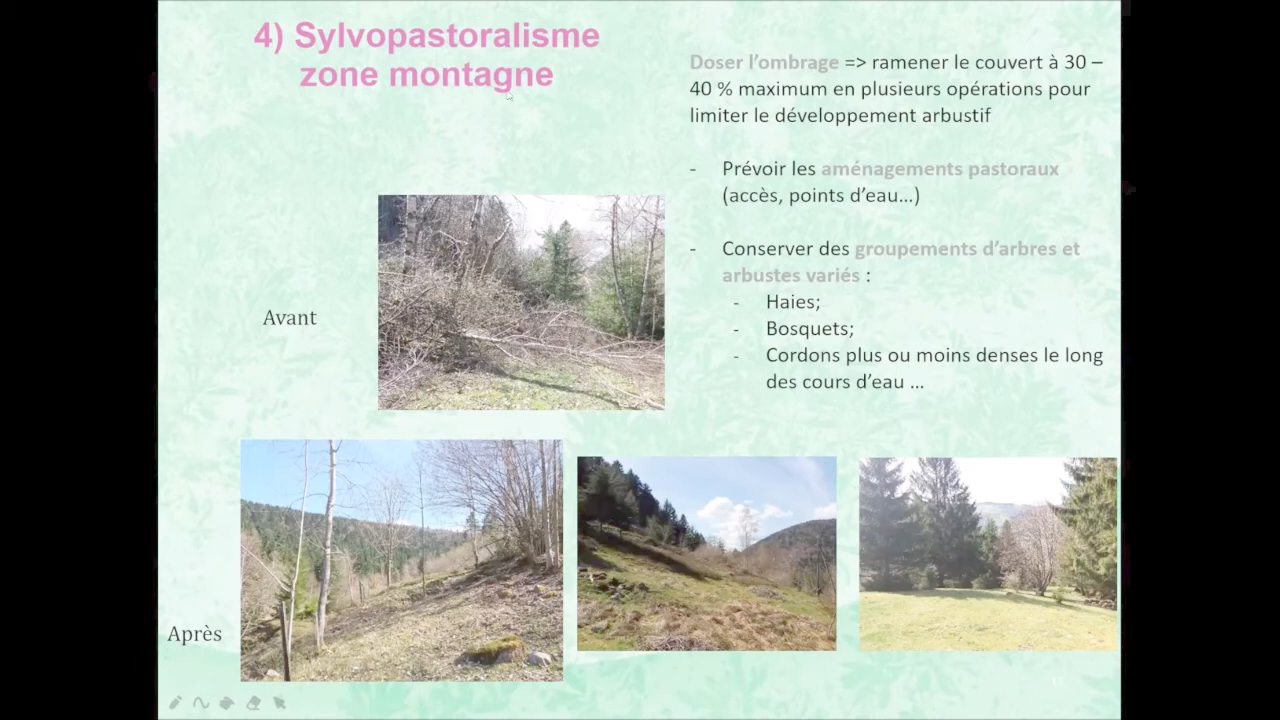 4) Sylvopastoralisme
zone montagne
Doser l’ombrage => ramener le couvert à 30 –
40 % maximum en plusieurs opérations pour
limiter le développement arbustif
- Prévoir les aménagements pastoraux
(accès, points d’eau…)
- Conserver des groupements d’arbres et
arbustes variés :
- Haies;
- Bosquets;
- Cordons plus ou moins denses le long
des cours d’eau …
Avant
Après